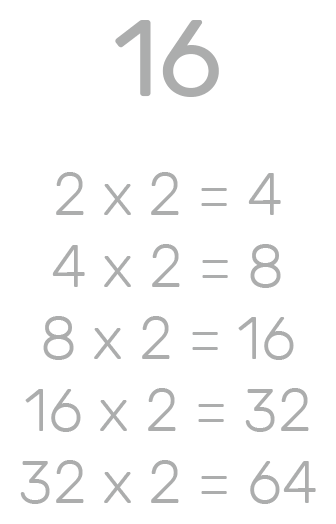 16
2 x 2 = 4
4 x 2 = 8
8 x 2 = 16
16 x 2 = 32
32 x 2 = 64